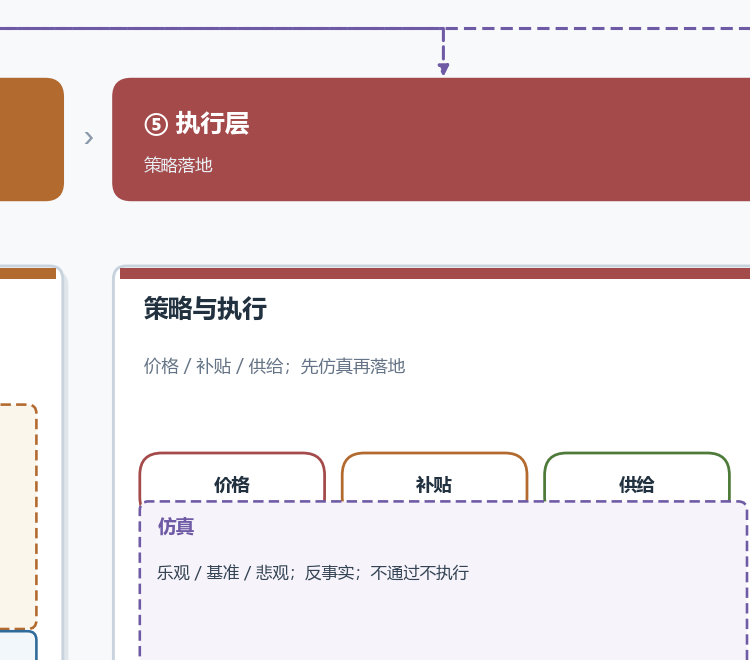 ⑤ 执行层
策略落地
策略与执行
价格 / 补贴 / 供给；先仿真再落地
价格
补贴
供给
仿真
乐观 / 基准 / 悲观；反事实；不通过不执行